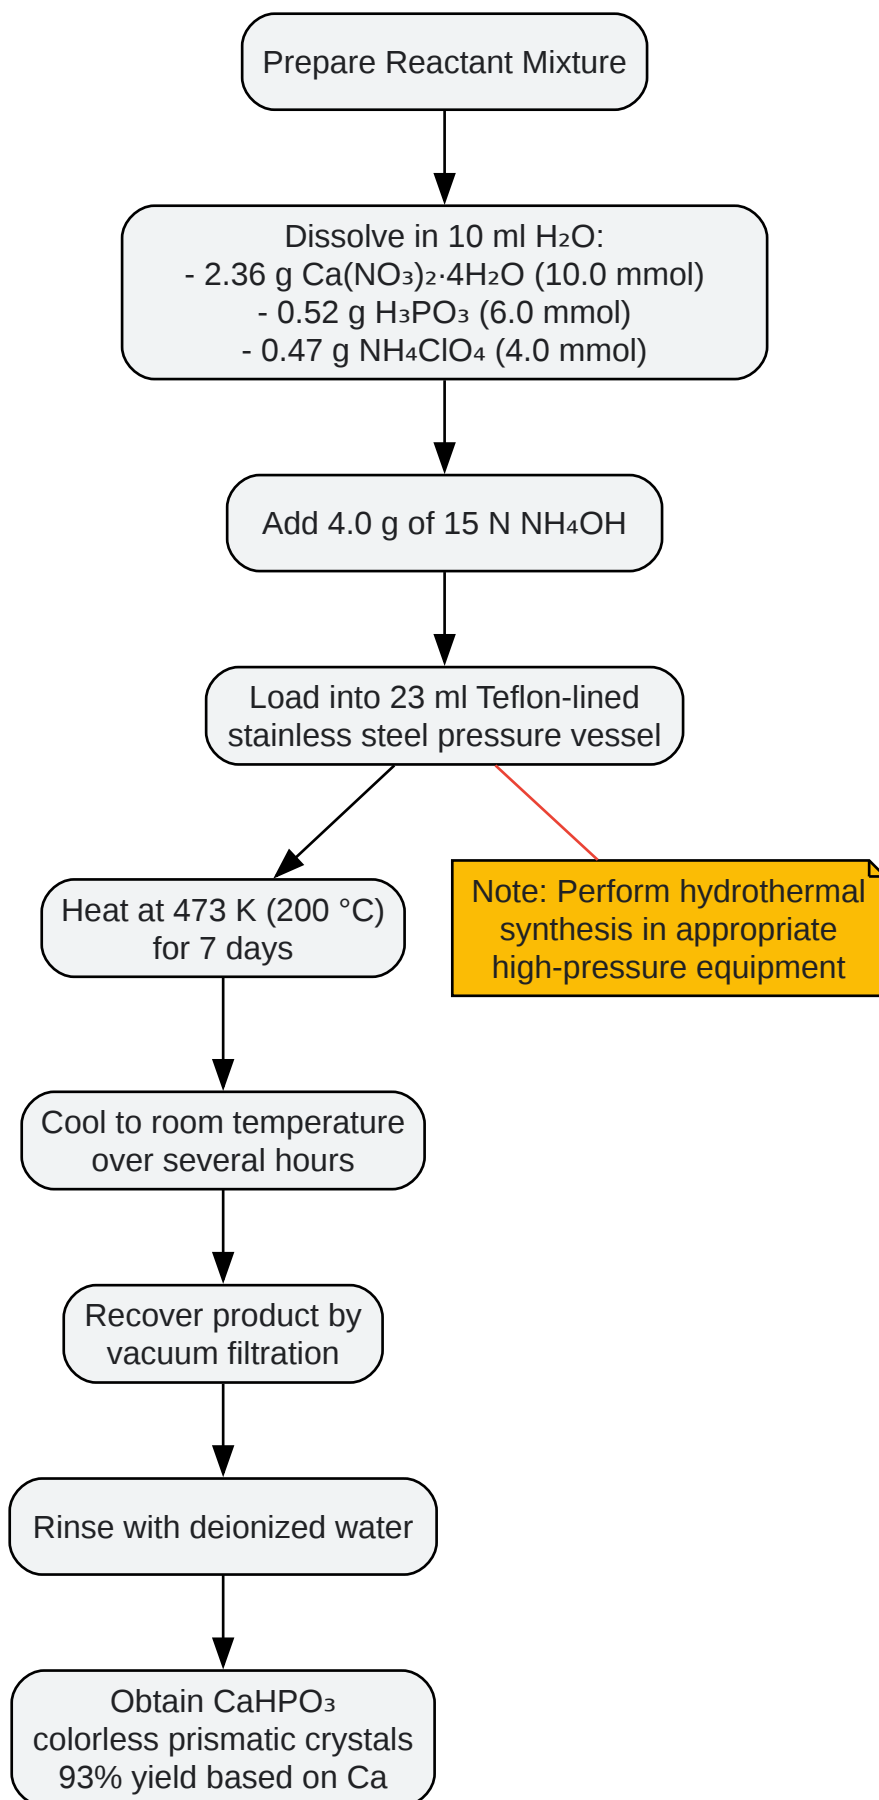 Prepare Reactant Mixture
Dissolve in 10 ml H₂O:
- 2.36 g Ca(NO₃)₂·4H₂O (10.0 mmol)
- 0.52 g H₃PO₃ (6.0 mmol)
- 0.47 g NH₄ClO₄ (4.0 mmol)
Add 4.0 g of 15 N NH₄OH
Load into 23 ml Teflon-lined
stainless steel pressure vessel
Heat at 473 K (200 °C)
for 7 days
Note: Perform hydrothermal
synthesis in appropriate
high-pressure equipment
Cool to room temperature
over several hours
Recover product by
vacuum filtration
Rinse with deionized water
Obtain CaHPO₃
colorless prismatic crystals
93% yield based on Ca